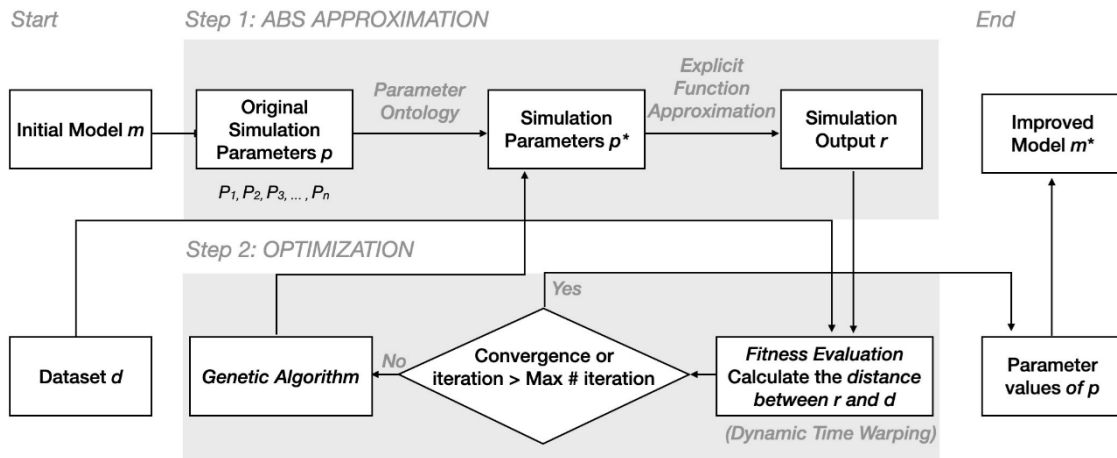 Start
Step 1: ABS APPROXIMATION
End
Initial Model m
Original
Simulation
Parameters p
P1, P2, P3, ... , Pn
Parameter
Ontology
Simulation
Parameters p*
Explicit
Function
Approximation
Simulation
Output r
Improved
Model m*
Step 2: OPTIMIZATION
Yes
Dataset d
Genetic Algorithm
No
Convergence or
iteration > Max # iteration
Fitness Evaluation
Calculate the distance
between r and d
(Dynamic Time Warping)
Parameter
values of p